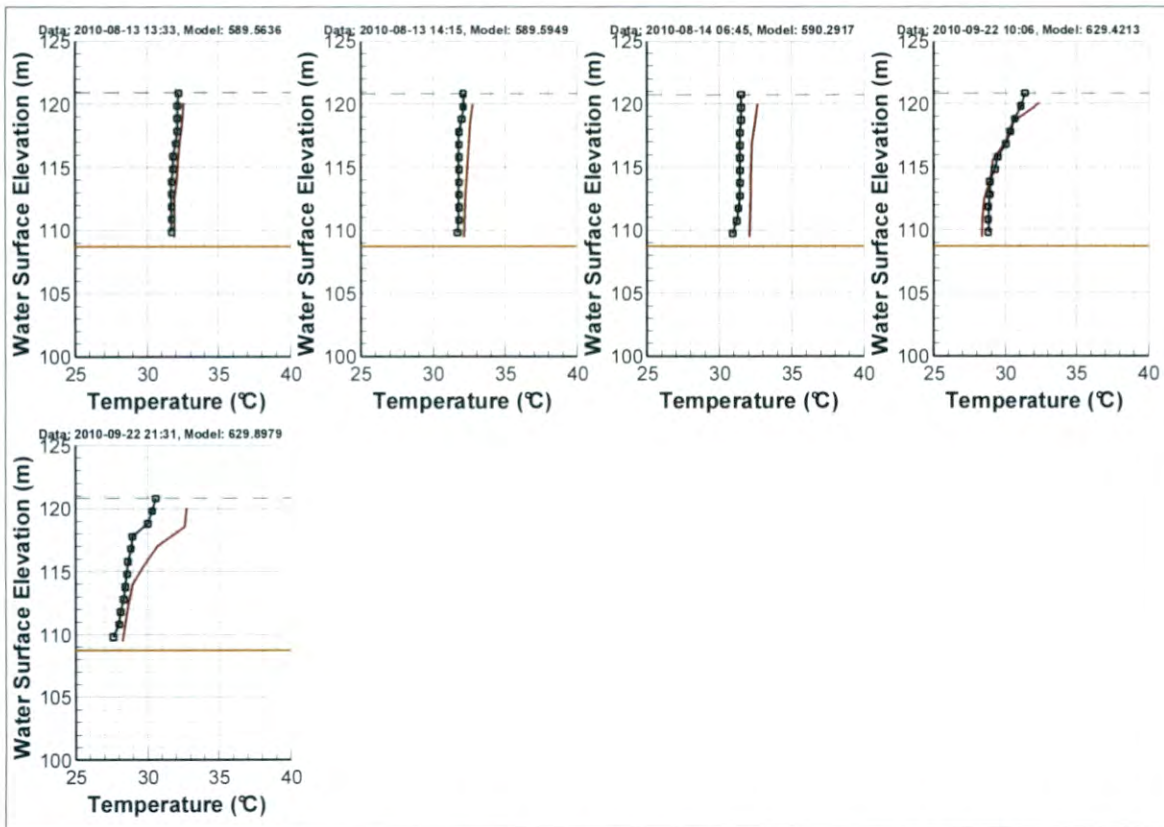 Data: 2010-08-13 13:33, Model: 589.5636
Water Surface Elevation (m)
125
120
115
110
105
100
25 30 35 40
Temperature (°C)
Data: 2010-08-13 14:15, Model: 589.5949
Water Surface Elevation (m)
125
120
115
110
105
100
25 30 35 40
Temperature (°C)
Data: 2010-08-14 06:45, Model: 590.2917
Water Surface Elevation (m)
125
120
115
110
105
100
25 30 35 40
Temperature (°C)
Data: 2010-09-22 10:06, Model: 629.4213
Water Surface Elevation (m)
125
120
115
110
105
100
25 30 35 40
Temperature (°C)
Data: 2010-09-22 21:31, Model: 629.8979
Water Surface Elevation (m)
125
120
115
110
105
100
25 30 35 40
Temperature (°C)